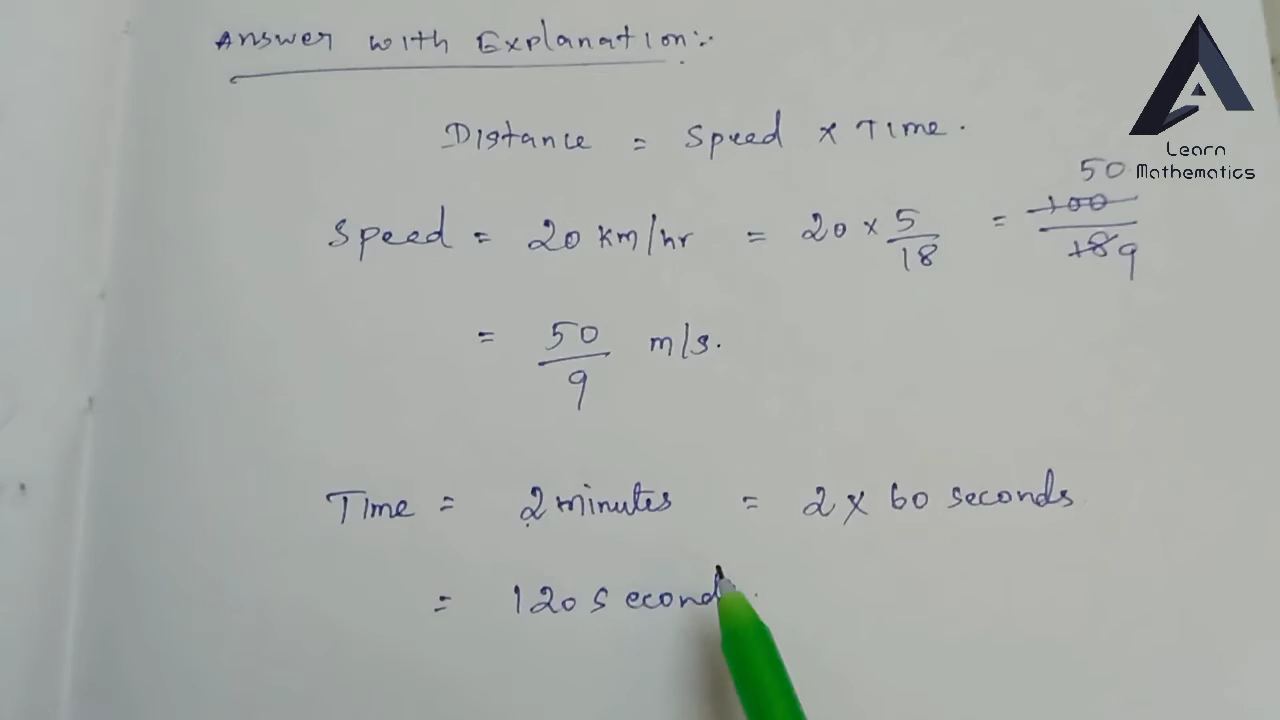 Answer with Explanation:-
Distance = Speed x Time.
Speed = 20 km/hr = 20 x 5/18 = 100/18 50 9
= 50/9 m/s.
Time = 2 minutes = 2 x 60 seconds
= 120 second
Learn
Mathematics